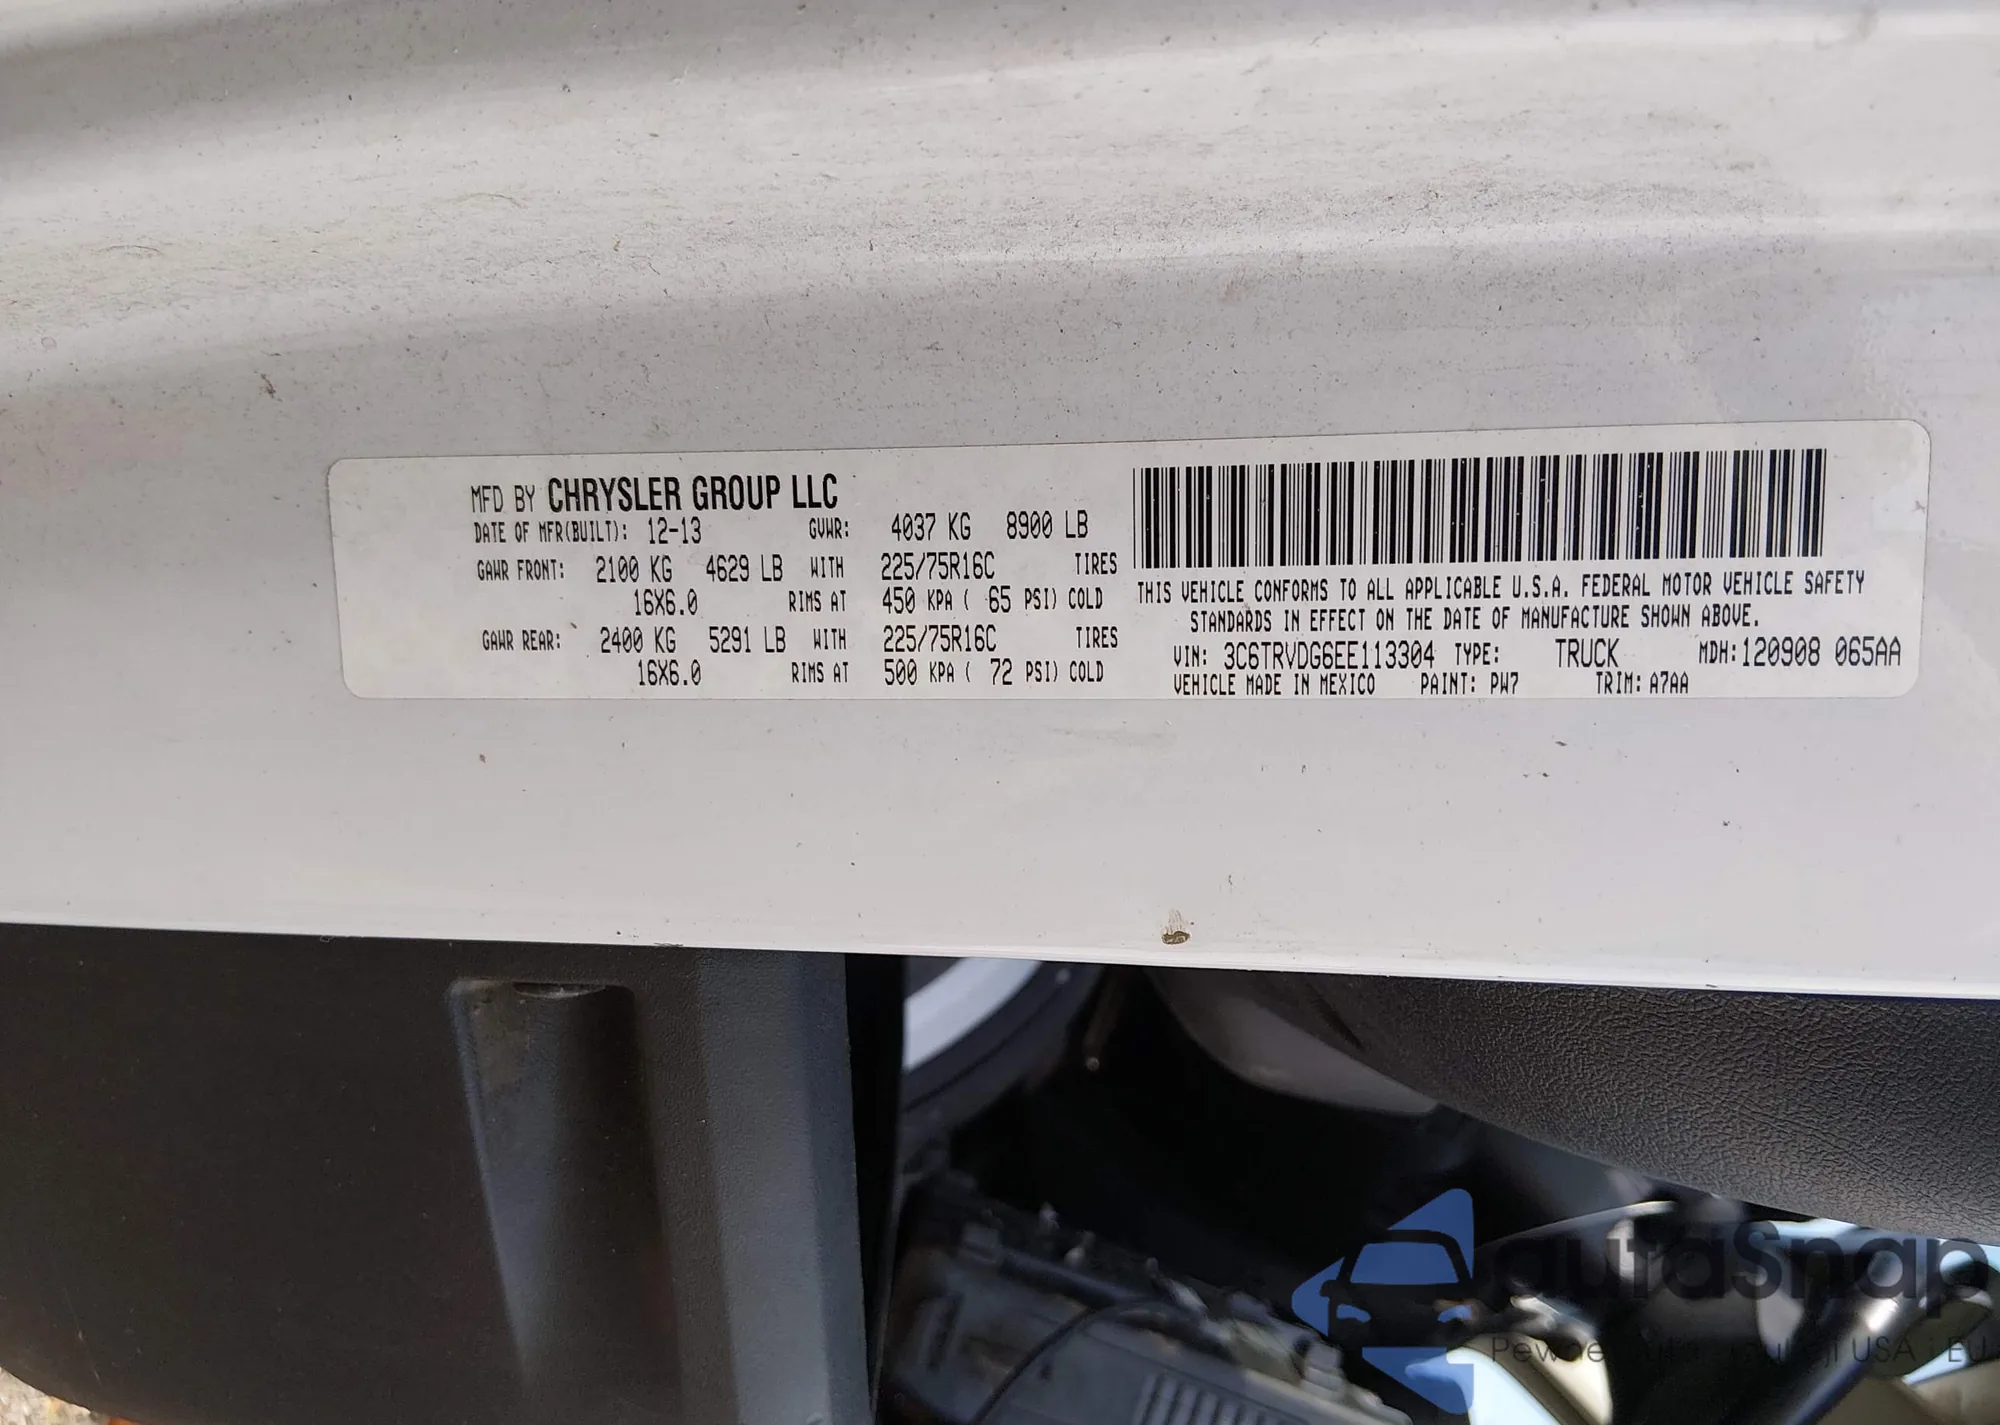 MFD BY CHRYSLER GROUP LLC
DATE OF MFR(BUILT): 12-13 GVWR: 4037 KG 8900 LB
GAWR FRONT: 2100 KG 4629 LB WITH 225/75R16C TIRES
16X6.0 RIMS AT 450 KPA ( 65 PSI) COLD
GAWR REAR: 2400 KG 5291 LB WITH 225/75R16C TIRES
16X6.0 RIMS AT 500 KPA ( 72 PSI) COLD
THIS VEHICLE CONFORMS TO ALL APPLICABLE U.S.A. FEDERAL MOTOR VEHICLE SAFETY
STANDARDS IN EFFECT ON THE DATE OF MANUFACTURE SHOWN ABOVE.
VIN: 3C6TRVDG6EE113304 TYPE: TRUCK MDH:120908 065AA
VEHICLE MADE IN MEXICO PAINT: PW7 TRIM: A7AA
autaSnap
USA i EU